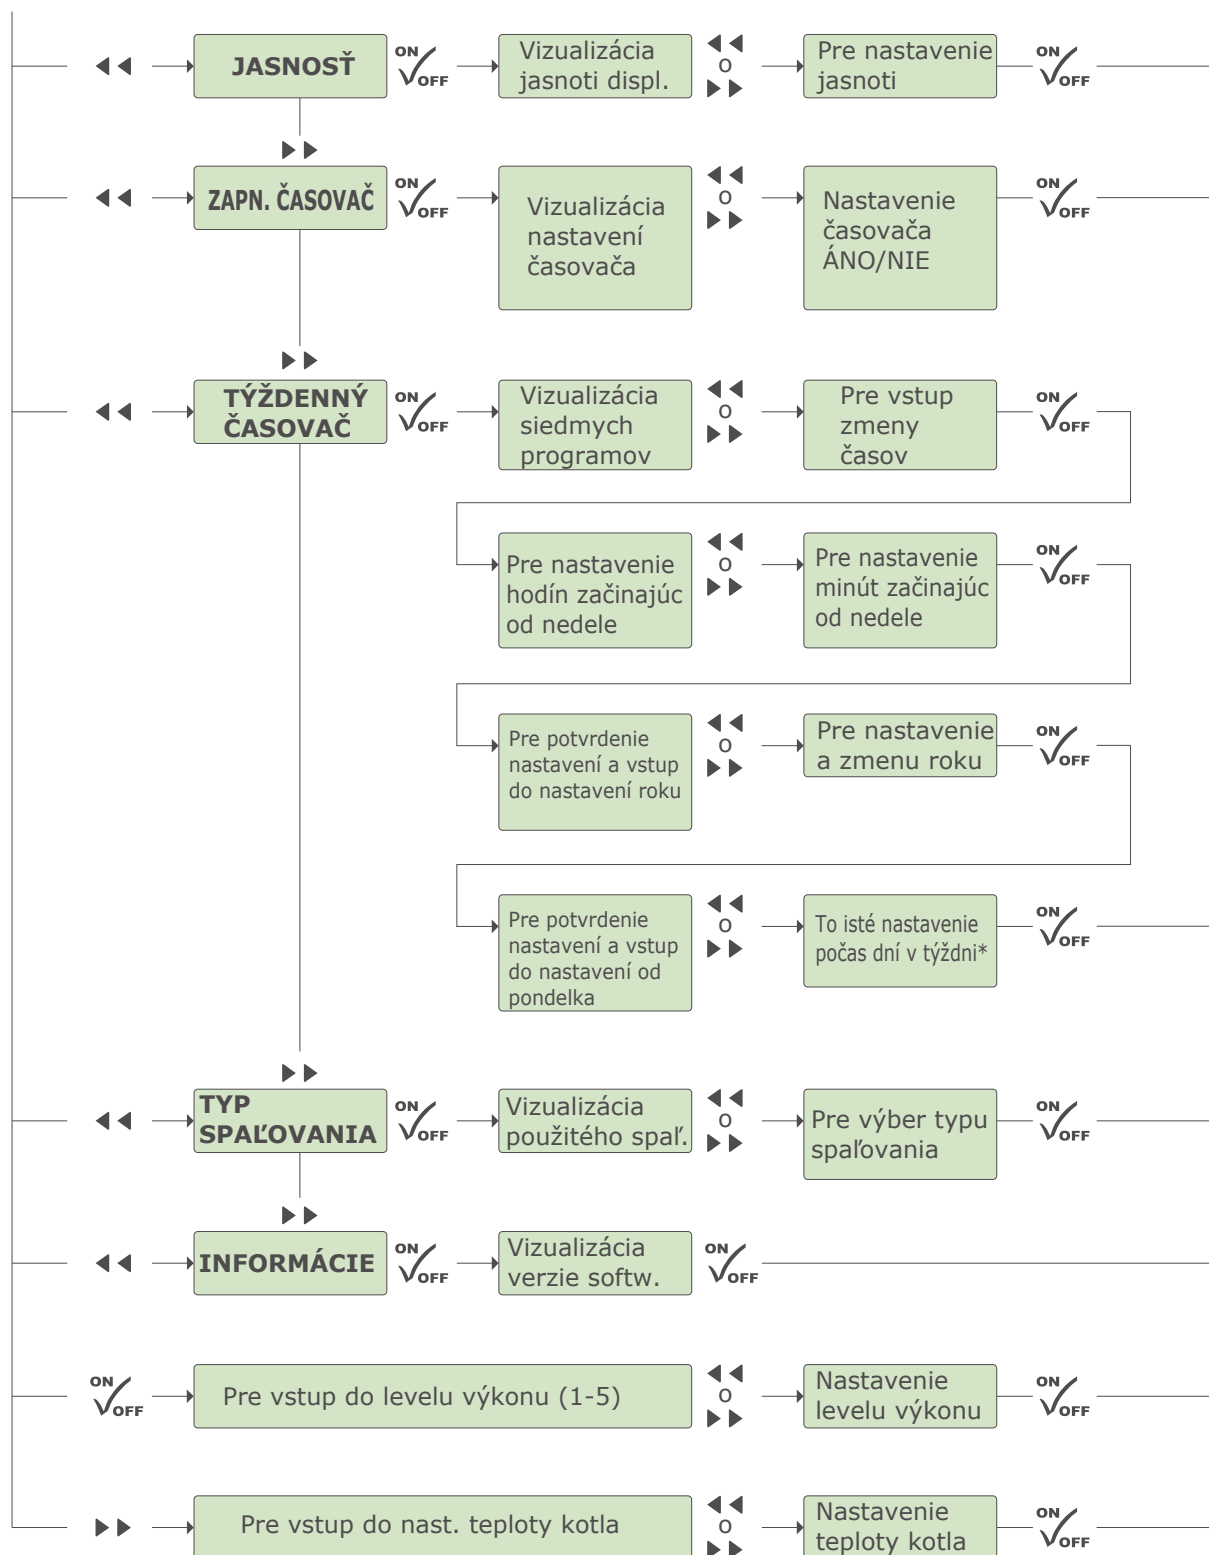 JASNOSŤ
ON
OFF
Vizualizácia
jasnoti displ.
o
Pre nastavenie
jasnoti
ON
OFF
ZAPN. ČASOVAČ
ON
OFF
Vizualizácia
nastavení
časovača
o
Nastavenie
časovača
ÁNO/NIE
ON
OFF
TÝŽDENNÝ
ČASOVAČ
ON
OFF
Vizualizácia
siedmych
programov
o
Pre vstup
zmeny
časov
ON
OFF
Pre nastavenie
hodín začinajúc
od nedele
o
Pre nastavenie
minút začinajúc
od nedele
ON
OFF
Pre potvrdenie
nastavení a vstup
do nastavení roku
o
Pre nastavenie
a zmenu roku
ON
OFF
Pre potvrdenie
nastavení a vstup
do nastavení od
pondelka
o
To isté nastavenie
počas dní v týždni*
ON
OFF
TYP
SPAĽOVANIA
ON
OFF
Vizualizácia
použitého spaľ.
o
Pre výber typu
spaľovania
ON
OFF
INFORMÁCIE
ON
OFF
Vizualizácia
verzie softw.
ON
OFF
ON
OFF
Pre vstup do levelu výkonu (1-5)
o
Nastavenie
levelu výkonu
ON
OFF
Pre vstup do nast. teploty kotla
o
Nastavenie
teploty kotla
ON
OFF